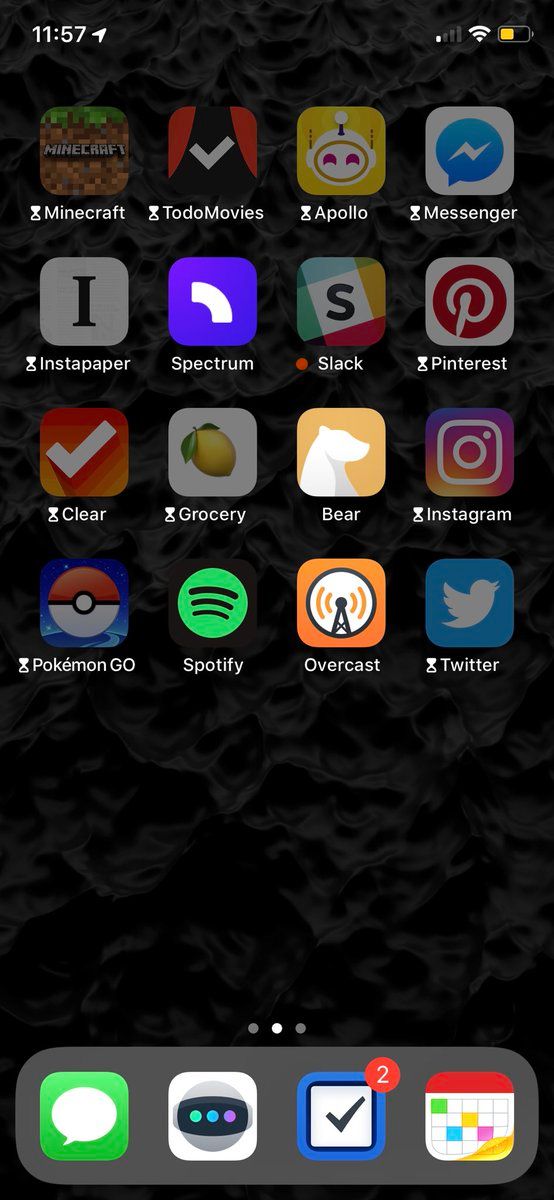 11:57
MINECRAFT
Minecraft
TodoMovies
Apollo
Messenger
I
S
Instapaper
Spectrum
Slack
Pinterest
Clear
Grocery
Bear
Instagram
Pokémon GO
Spotify
Overcast
Twitter
2